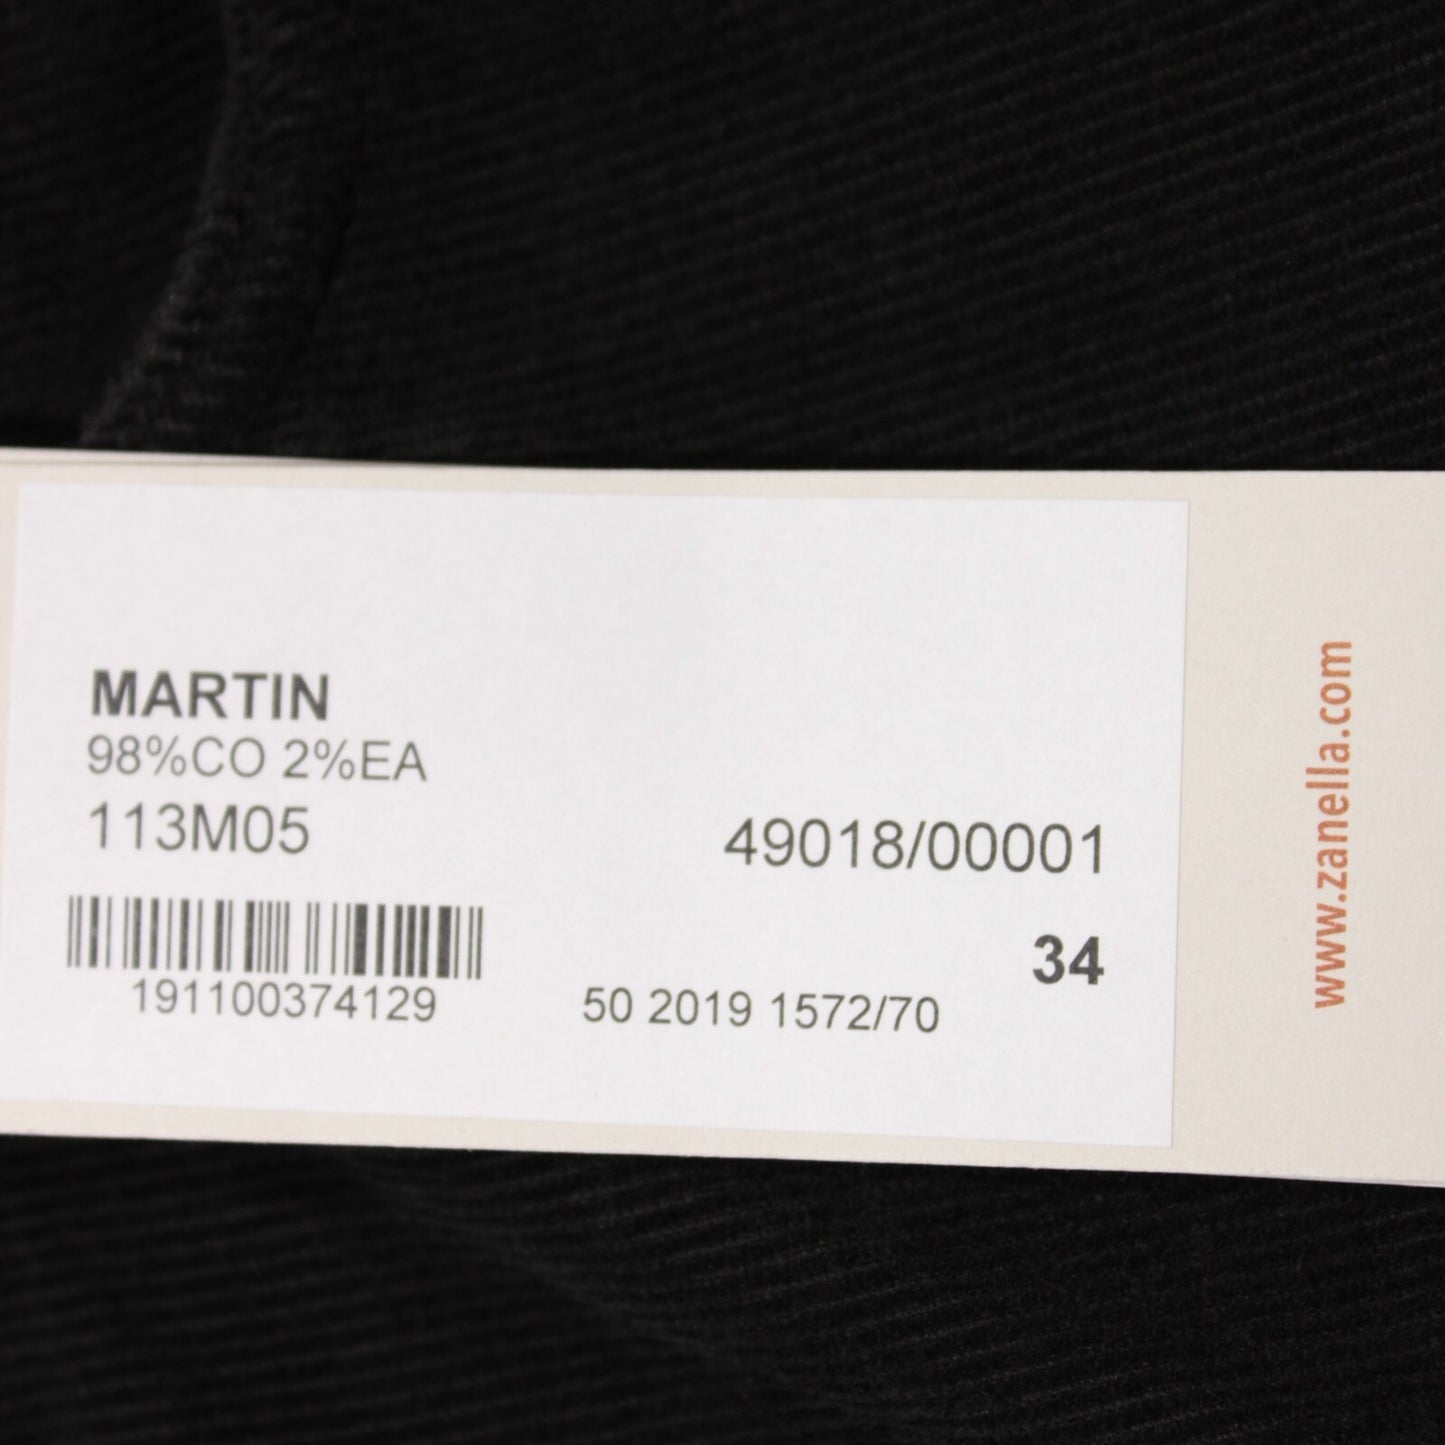 MARTIN
98%CO 2%EA
113M05
49018/00001
34
191100374129
50 2019 1572/70
www.zanella.com